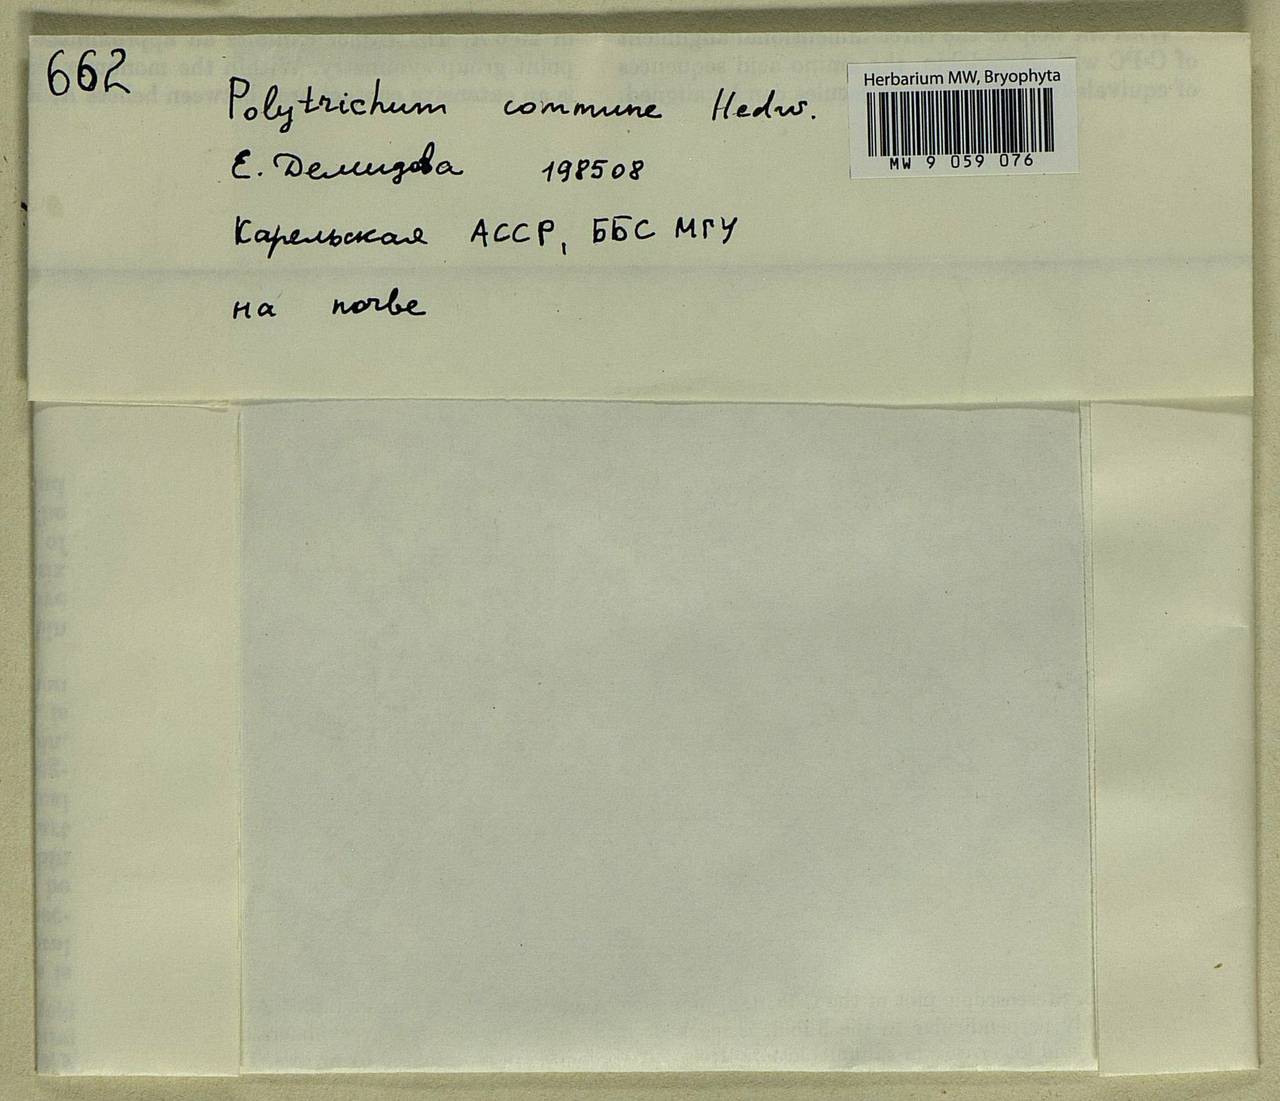 662
Polytrichum commune Hedw.
Е. Демидова 198508
Карельская АССР, ББС МГУ
на почве
Herbarium MW, Bryophyta
MW 9 059 076